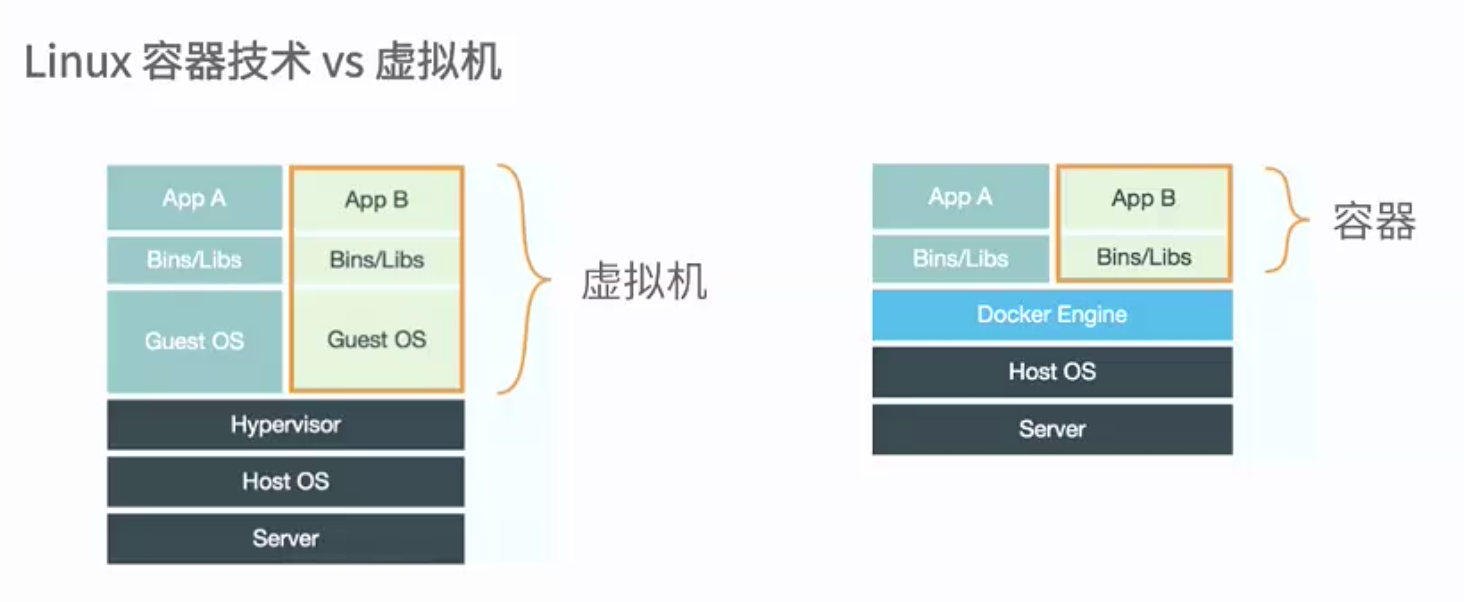 Linux 容器技术 vs 虚拟机
App A
App B
Bins/Libs
Bins/Libs
Guest OS
Guest OS
Hypervisor
Host OS
Server
虚拟机
App A
App B
Bins/Libs
Bins/Libs
Docker Engine
Host OS
Server
容器